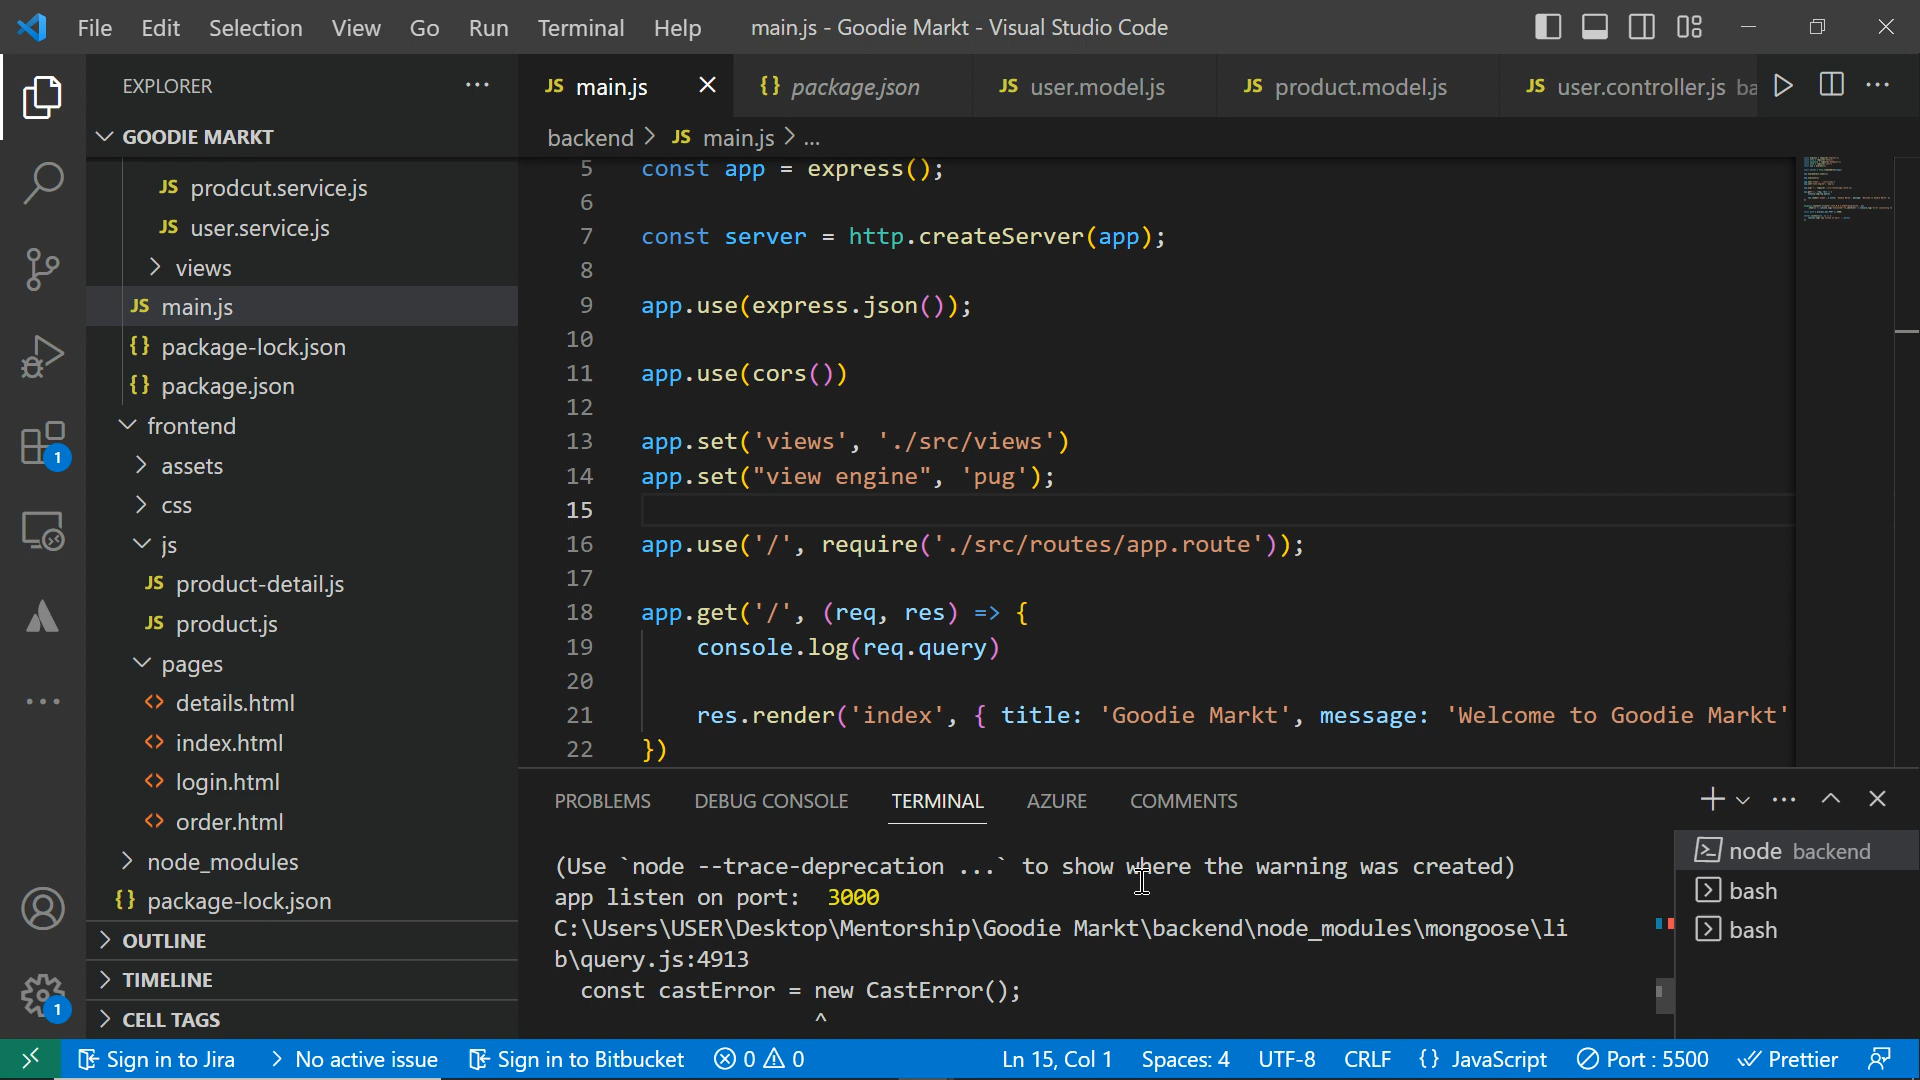 File Edit Selection View Go Run Terminal Help main.js - Goodie Markt - Visual Studio Code
EXPLORER
GOODIE MARKT
JS prodcut.service.js
JS user.service.js
views
JS main.js
{} package-lock.json
{} package.json
frontend
assets
css
js
JS product-detail.js
JS product.js
pages
<> details.html
<> index.html
<> login.html
<> order.html
node_modules
{} package-lock.json
OUTLINE
TIMELINE
CELL TAGS
1
1
JS main.js
{} package.json
JS user.model.js
JS product.model.js
JS user.controller.js ba
backend > JS main.js > ...
5 const app = express();
6
7 const server = http.createServer(app);
8
9 app.use(express.json());
10
11 app.use(cors())
12
13 app.set('views', './src/views')
14 app.set("view engine", 'pug');
15
16 app.use('/', require('./src/routes/app.route'));
17
18 app.get('/', (req, res) => {
19 console.log(req.query)
20
21 res.render('index', { title: 'Goodie Markt', message: 'Welcome to Goodie Markt'
22 })
PROBLEMS DEBUG CONSOLE TERMINAL AZURE COMMENTS
(Use `node --trace-deprecation ...` to show where the warning was created)
app listen on port: 3000
C:\Users\USER\Desktop\Mentorship\Goodie Markt\backend\node_modules\mongoose\li
b\query.js:4913
const castError = new CastError();
^
node backend
bash
bash
Sign in to Jira > No active issue Sign in to Bitbucket 0 0 Ln 15, Col 1 Spaces: 4 UTF-8 CRLF {} JavaScript Port : 5500 Prettier